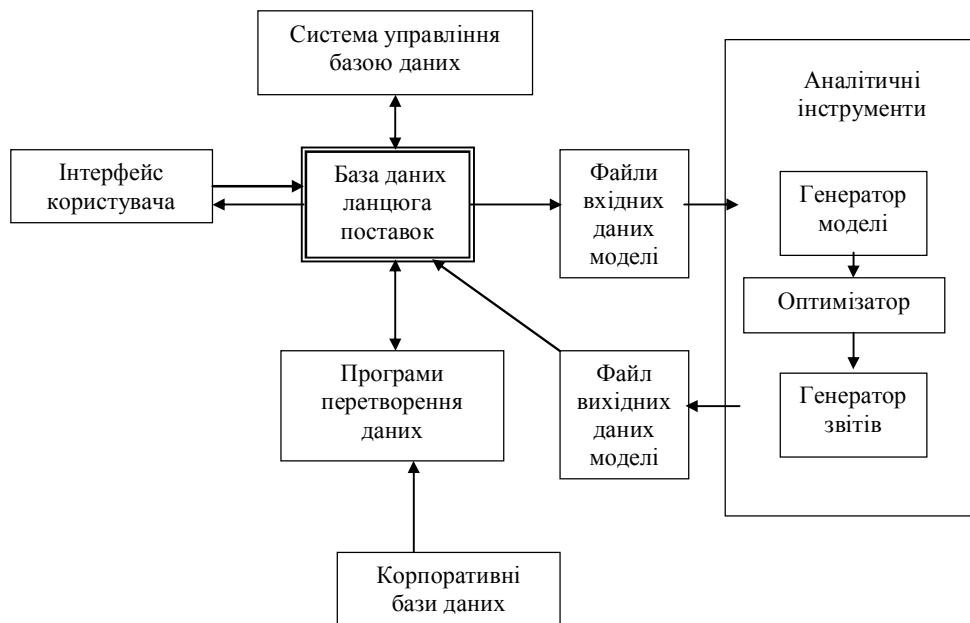 Система управління
базою даних
Аналітичні
інструменти
Інтерфейс
користувача
База даних
ланцюга
поставок
Файли
вхідних
даних
моделі
Генератор
моделі
Оптимізатор
Програми
перетворення
даних
Файл
вихідних
даних
моделі
Генератор
звітів
Корпоративні
бази даних